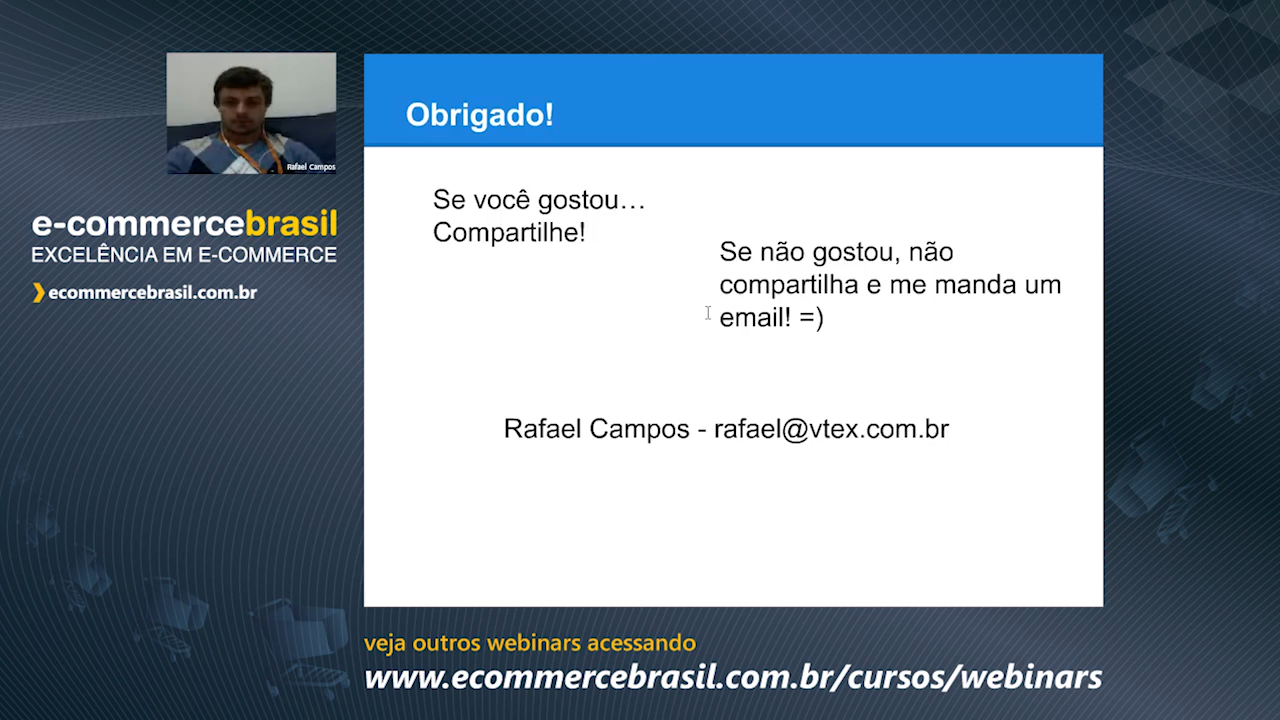 Rafael Campos
e-commercebrasil
EXCELÊNCIA EM E-COMMERCE
ecommercebrasil.com.br
Obrigado!
Se você gostou…
Compartilhe!
Se não gostou, não
compartilha e me manda um
email! =)
Rafael Campos - rafael@vtex.com.br
veja outros webinars acessando
www.ecommercebrasil.com.br/cursos/webinars